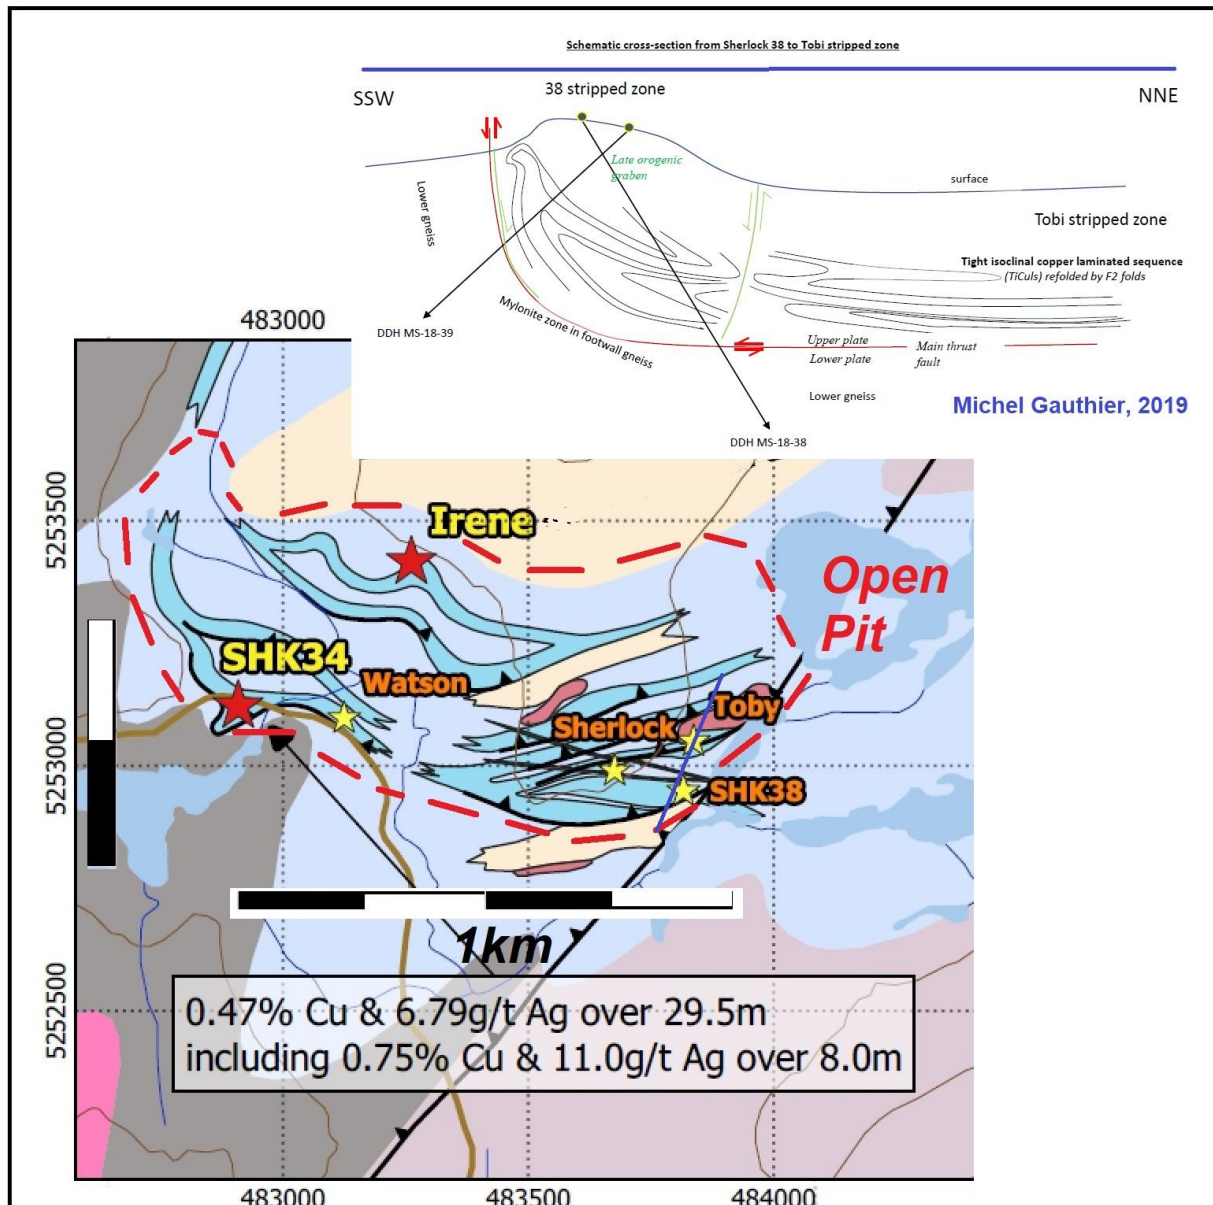 Schematic cross-section from Sherlock 38 to Tobi stripped zone
SSW
NNE
38 stripped zone
Late orogenic
graben
surface
Lower gneiss
Tobi stripped zone
Tight isoclinal copper laminated sequence
(TiCuls) refolded by F2 folds
Mylonite zone in footwall gneiss
DDH MS-18-39
Upper plate
Lower plate
Main thrust
fault
Lower gneiss
Michel Gauthier, 2019
DDH MS-18-38
483000
5253500
Irene
Open
Pit
SHK34
Watson
Toby
Sherlock
5253000
SHK38
1km
5252500
0.47% Cu & 6.79g/t Ag over 29.5m
including 0.75% Cu & 11.0g/t Ag over 8.0m
483000
483500
484000